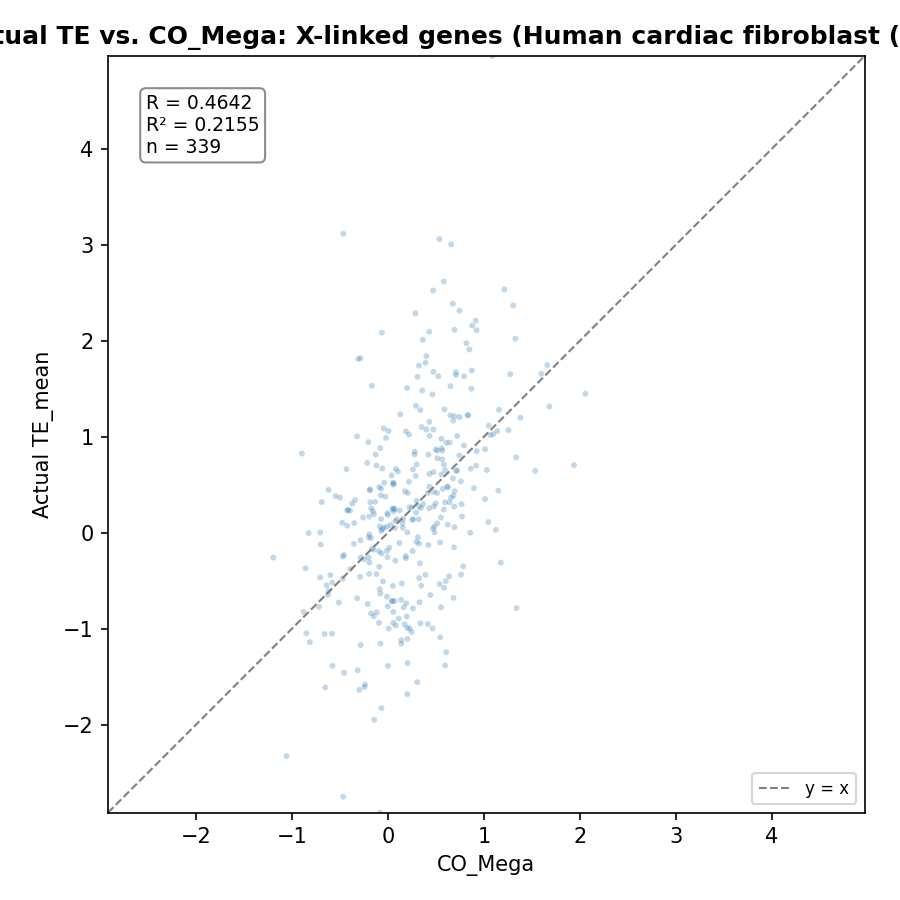 tual TE vs. CO_Mega: X-linked genes (Human cardiac fibroblast (
R = 0.4642
R² = 0.2155
n = 339
4
3
2
1
0
−1
−2
Actual TE_mean
y = x
−2 −1 0 1 2 3 4
CO_Mega